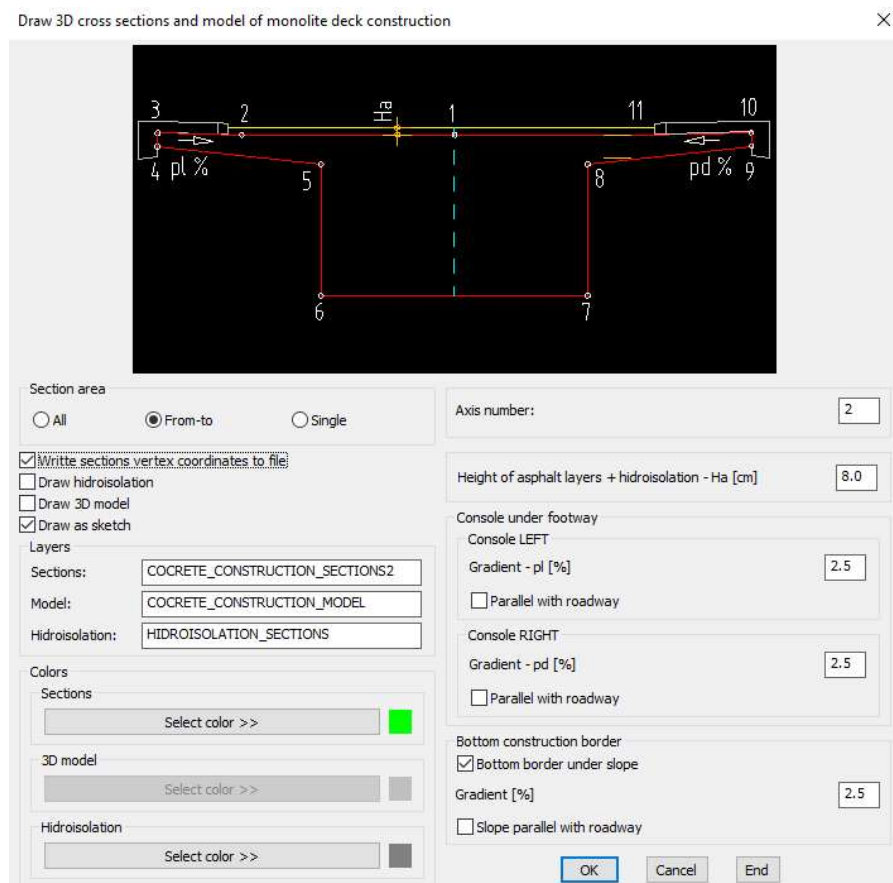 Draw 3D cross sections and model of monolite deck construction
3 2 Ha 1 11 10
4 pl % 5 8 pd % 9
6 7
Section area
All From-to Single
Writte sections vertex coordinates to file
Draw hidroisolation
Draw 3D model
Draw as sketch
Layers
Sections: COCRETE_CONSTRUCTION_SECTIONS2
Model: COCRETE_CONSTRUCTION_MODEL
Hidroisolation: HIDROISOLATION_SECTIONS
Colors
Sections
Select color >>
3D model
Select color >>
Hidroisolation
Select color >>
Axis number: 2
Height of asphalt layers + hidroisolation - Ha [cm] 8.0
Console under footway
Console LEFT
Gradient - pl [%] 2.5
Parallel with roadway
Console RIGHT
Gradient - pd [%] 2.5
Parallel with roadway
Bottom construction border
Bottom border under slope
Gradient [%] 2.5
Slope parallel with roadway
OK Cancel End